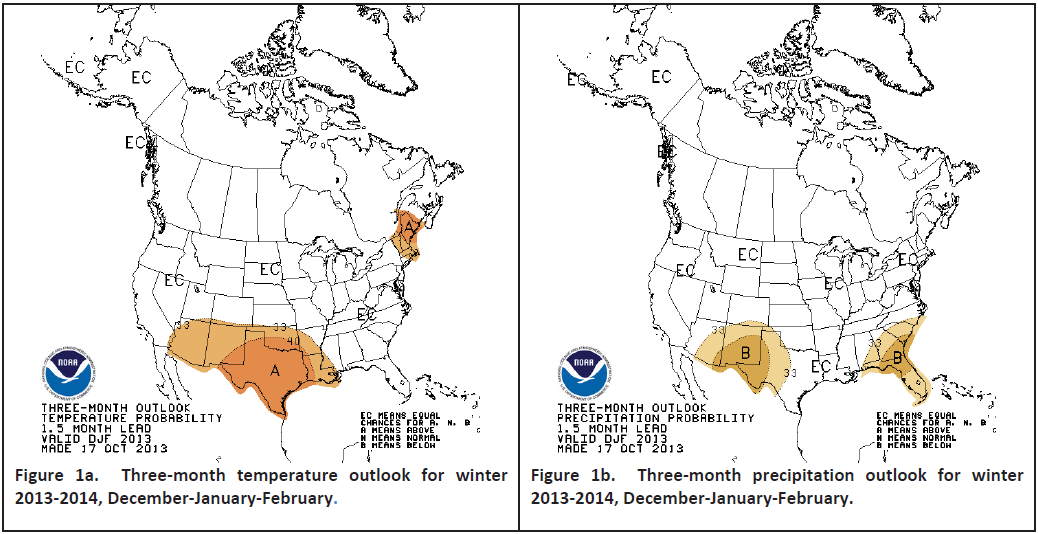 EC
EC
EC
A
EC
EC
EC
33
33
40
A
NOAA
THREE-MONTH OUTLOOK
TEMPERATURE PROBABILITY
1.5 MONTH LEAD
VALID DJF 2013
MADE 17 OCT 2013
EC MEANS EQUAL
CHANCES FOR A, N, B
A MEANS ABOVE
N MEANS NORMAL
B MEANS BELOW
Figure 1a. Three-month temperature outlook for winter
2013-2014, December-January-February.
EC
EC
EC
EC
EC
EC
EC
33
33
33
B
B
EC
NOAA
THREE-MONTH OUTLOOK
PRECIPITATION PROBABILITY
1.5 MONTH LEAD
VALID DJF 2013
MADE 17 OCT 2013
EC MEANS EQUAL
CHANCES FOR A, N, B
A MEANS ABOVE
N MEANS NORMAL
B MEANS BELOW
Figure 1b. Three-month precipitation outlook for winter
2013-2014, December-January-February.